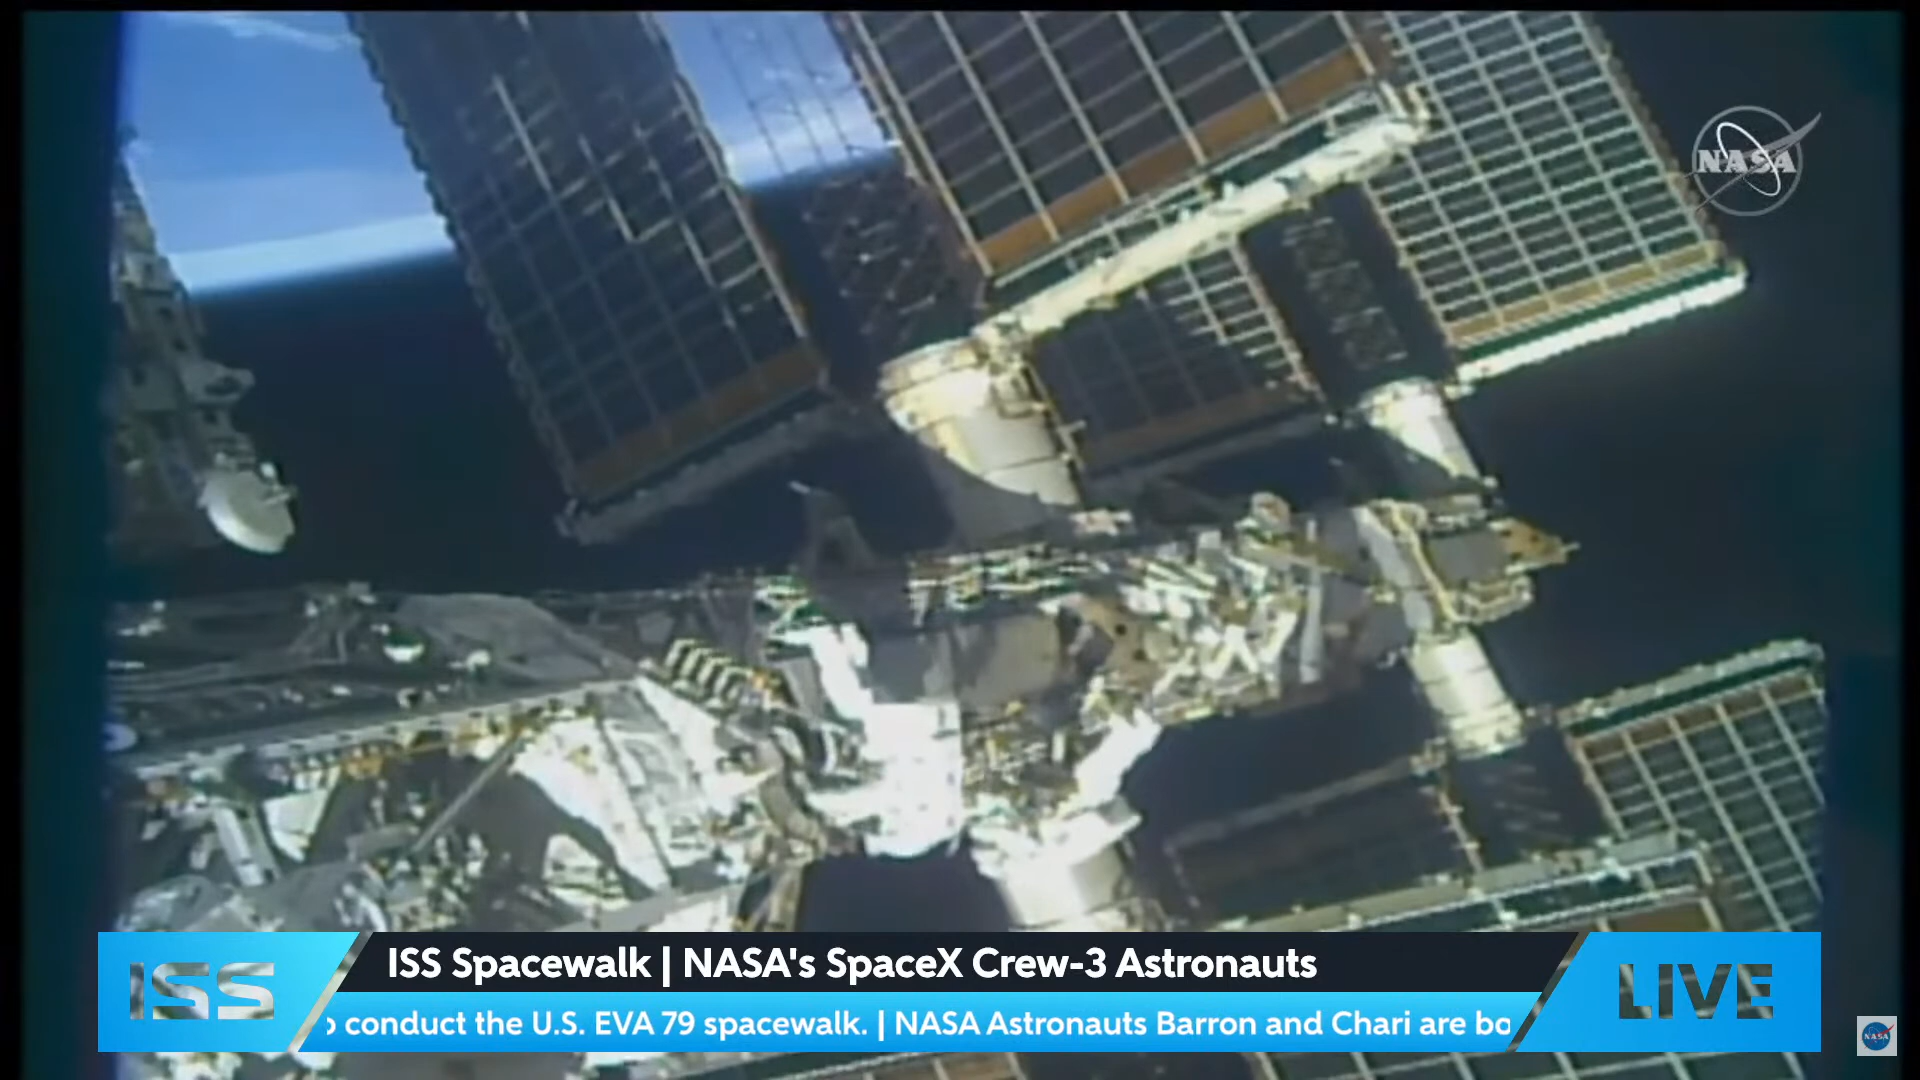 NASA
ISS
ISS Spacewalk | NASA's SpaceX Crew-3 Astronauts
LIVE
conduct the U.S. EVA 79 spacewalk. | NASA Astronauts Barron and Chari are bo
NASA